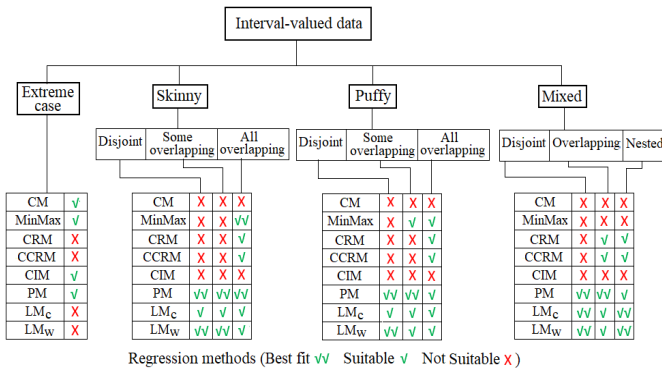 Interval-valued data
Extreme case
Skinny
Puffy
Mixed
Disjoint Some overlapping All overlapping
Disjoint Some overlapping All overlapping
Disjoint Overlapping Nested
CM √
MinMax √
CRM X
CCRM X
CIM √
PM √
LMc X
LMw X
CM X X X
MinMax X X √√
CRM X X √
CCRM X X √
CIM X X X
PM √√ √√ √√
LMc √ √ √
LMw √√ √√ √
CM X X X
MinMax X √ √
CRM X X √
CCRM X X √
CIM X X X
PM √√ √√ √
LMc √ √ √
LMw √√ √ √
CM X X X
MinMax X X X
CRM X √ √
CCRM X √ √
CIM X X X
PM √√ √√ √
LMc √√ √ √√
LMw √√ √√ √√
Regression methods (Best fit √√ Suitable √ Not Suitable X )